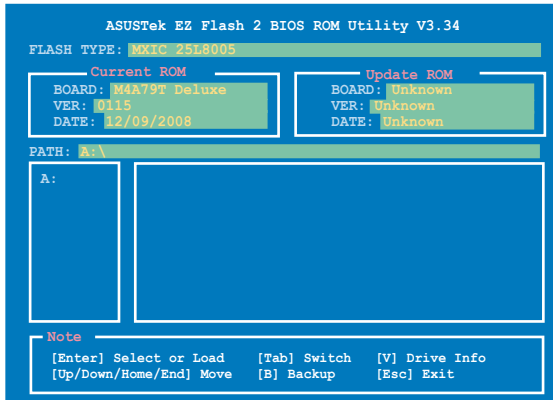 ASUSTek EZ Flash 2 BIOS ROM Utility V3.34
FLASH TYPE: MXIC 25L8005
Current ROM
BOARD: M4A79T Deluxe
VER: 0115
DATE: 12/09/2008
Update ROM
BOARD: Unknown
VER: Unknown
DATE: Unknown
PATH: A:\
A:
Note
[Enter] Select or Load [Tab] Switch [V] Drive Info
[Up/Down/Home/End] Move [B] Backup [Esc] Exit